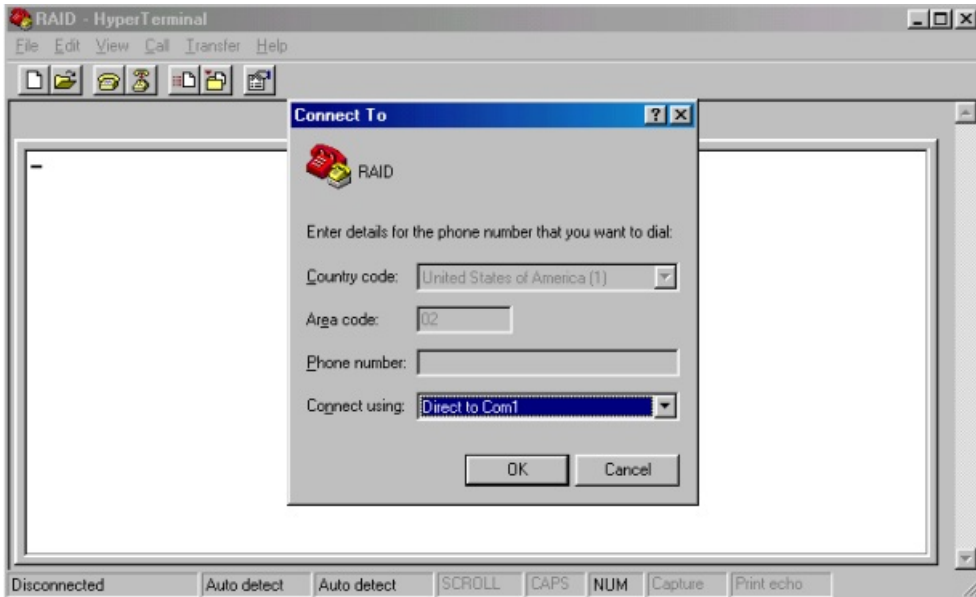 RAID - HyperTerminal
File Edit View Call Transfer Help
Connect To
RAID
Enter details for the phone number that you want to dial:
Country code: United States of America (1)
Area code: 02
Phone number:
Connect using: Direct to Com1
OK Cancel
Disconnected Auto detect Auto detect SCROLL CAPS NUM Capture Print echo